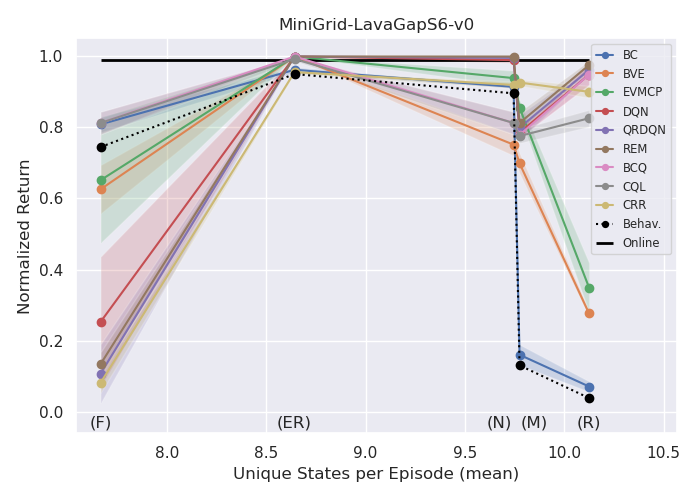 MiniGrid-LavaGapS6-v0
Normalized Return
1.0
0.8
0.6
0.4
0.2
0.0
BC
BVE
EVMCP
DQN
QRDQN
REM
BCQ
CQL
CRR
Behav.
Online
(F) (ER) (N) (M) (R)
8.0 8.5 9.0 9.5 10.0 10.5
Unique States per Episode (mean)